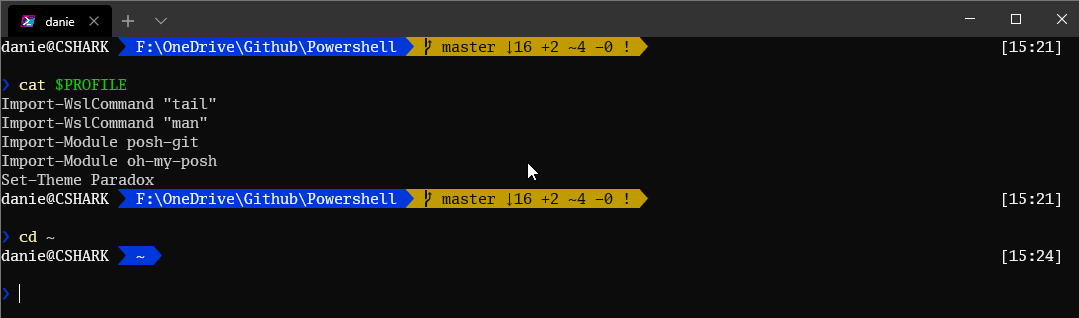 danie
danie@CSHARK F:\OneDrive\Github\Powershell master ↓16 +2 ~4 -0 ! [15:21]
❯ cat $PROFILE
Import-WslCommand "tail"
Import-WslCommand "man"
Import-Module posh-git
Import-Module oh-my-posh
Set-Theme Paradox
danie@CSHARK F:\OneDrive\Github\Powershell master ↓16 +2 ~4 -0 ! [15:21]
❯ cd ~
danie@CSHARK ~ [15:24]
❯